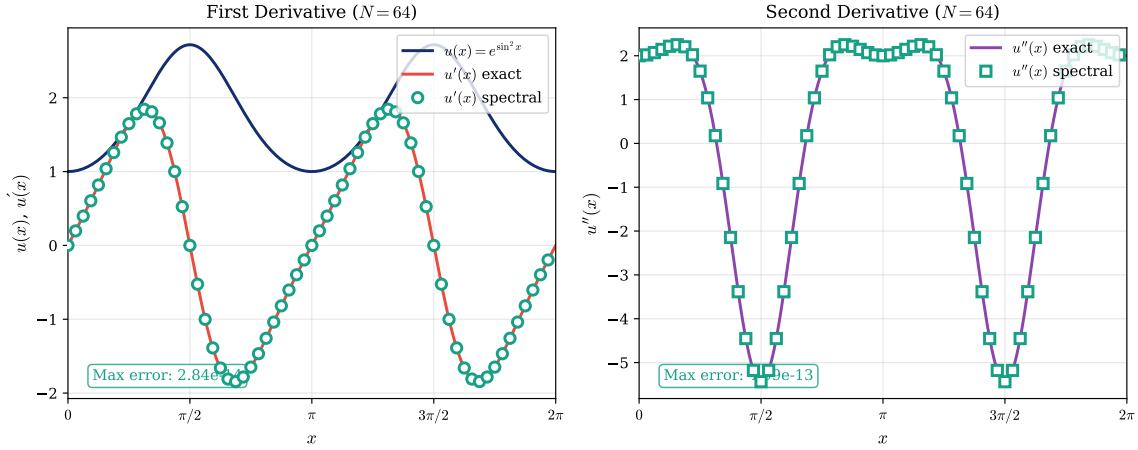 First Derivative (N = 64)
u(x) = e^{sin² x}
u′(x) exact
u′(x) spectral
2
1
0
−1
−2
u(x), u′(x)
Max error: 2.84e
0
π/2
π
3π/2
2π
x
Second Derivative (N = 64)
u″(x) exact
u″(x) spectral
2
1
0
−1
−2
−3
−4
−5
u″(x)
Max error: 9e-13
0
π/2
π
3π/2
2π
x